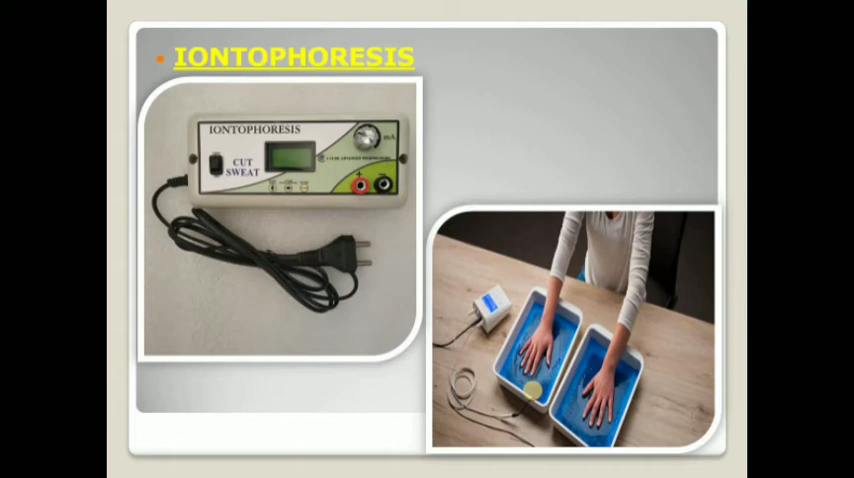 IONTOPHORESIS
IONTOPHORESIS
mA
CUT
SWEAT
+
-